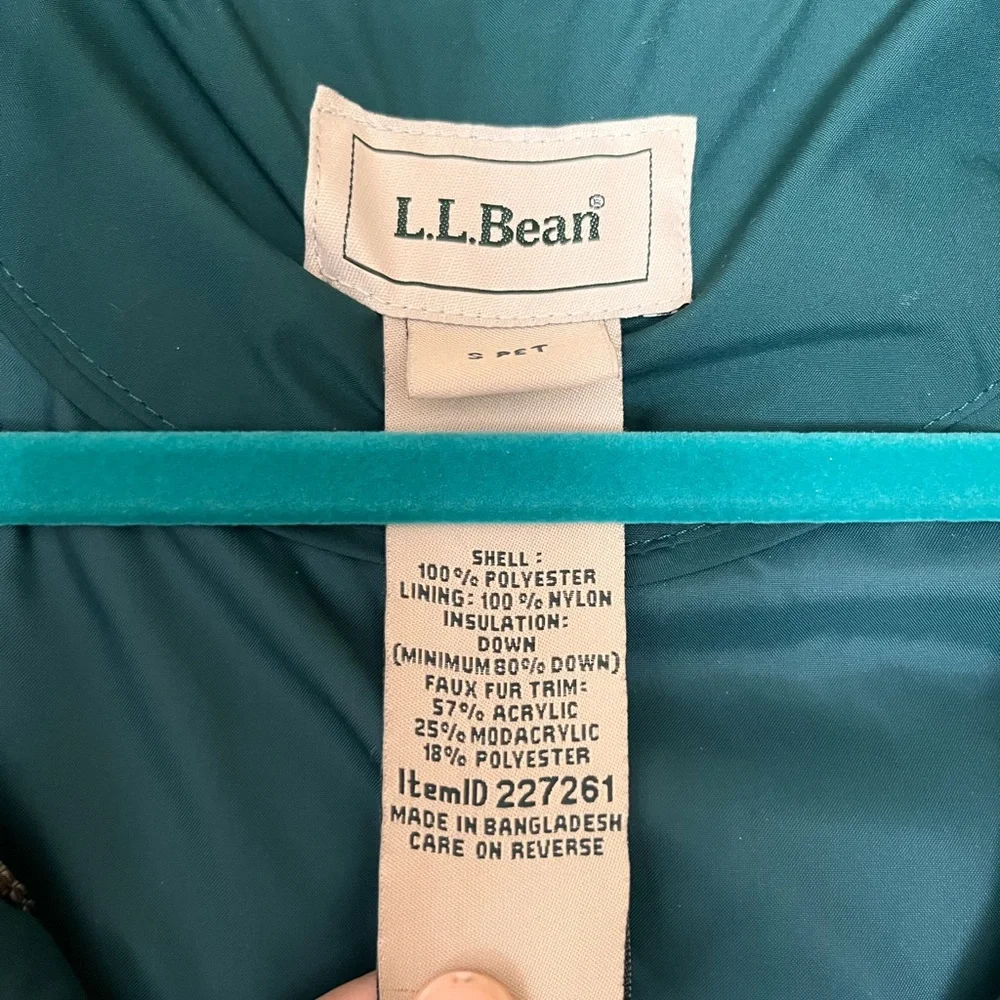 L.L.Bean®
S PET
SHELL:
100% POLYESTER
LINING: 100% NYLON
INSULATION:
DOWN
(MINIMUM 80% DOWN)
FAUX FUR TRIM:
57% ACRYLIC
25% MODACRYLIC
18% POLYESTER
ItemID 227261
MADE IN BANGLADESH
CARE ON REVERSE